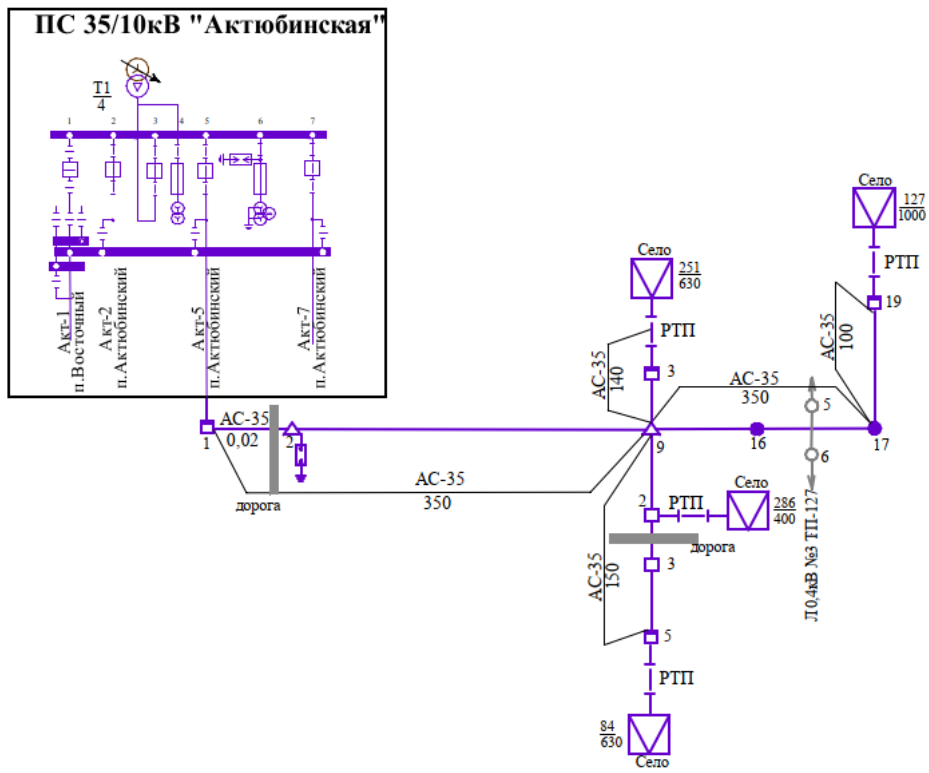 ПС 35/10кВ "Актюбинская"
Т1
4
1
2
3
4
5
6
7
Акт-1
п.Восточный
Акт-2
п.Актюбинский
Акт-5
п.Актюбинский
Акт-7
п.Актюбинский
Село
127
1000
РТП
19
АС-35
100
Село
251
630
РТП
3
АС-35
140
АС-35
350
5
6
Л 0,4кВ №3 ТП-127
АС-35
0,02
1
2
9
16
17
дорога
АС-35
350
2
РТП
Село
286
400
дорога
3
АС-35
150
5
РТП
84
630
Село